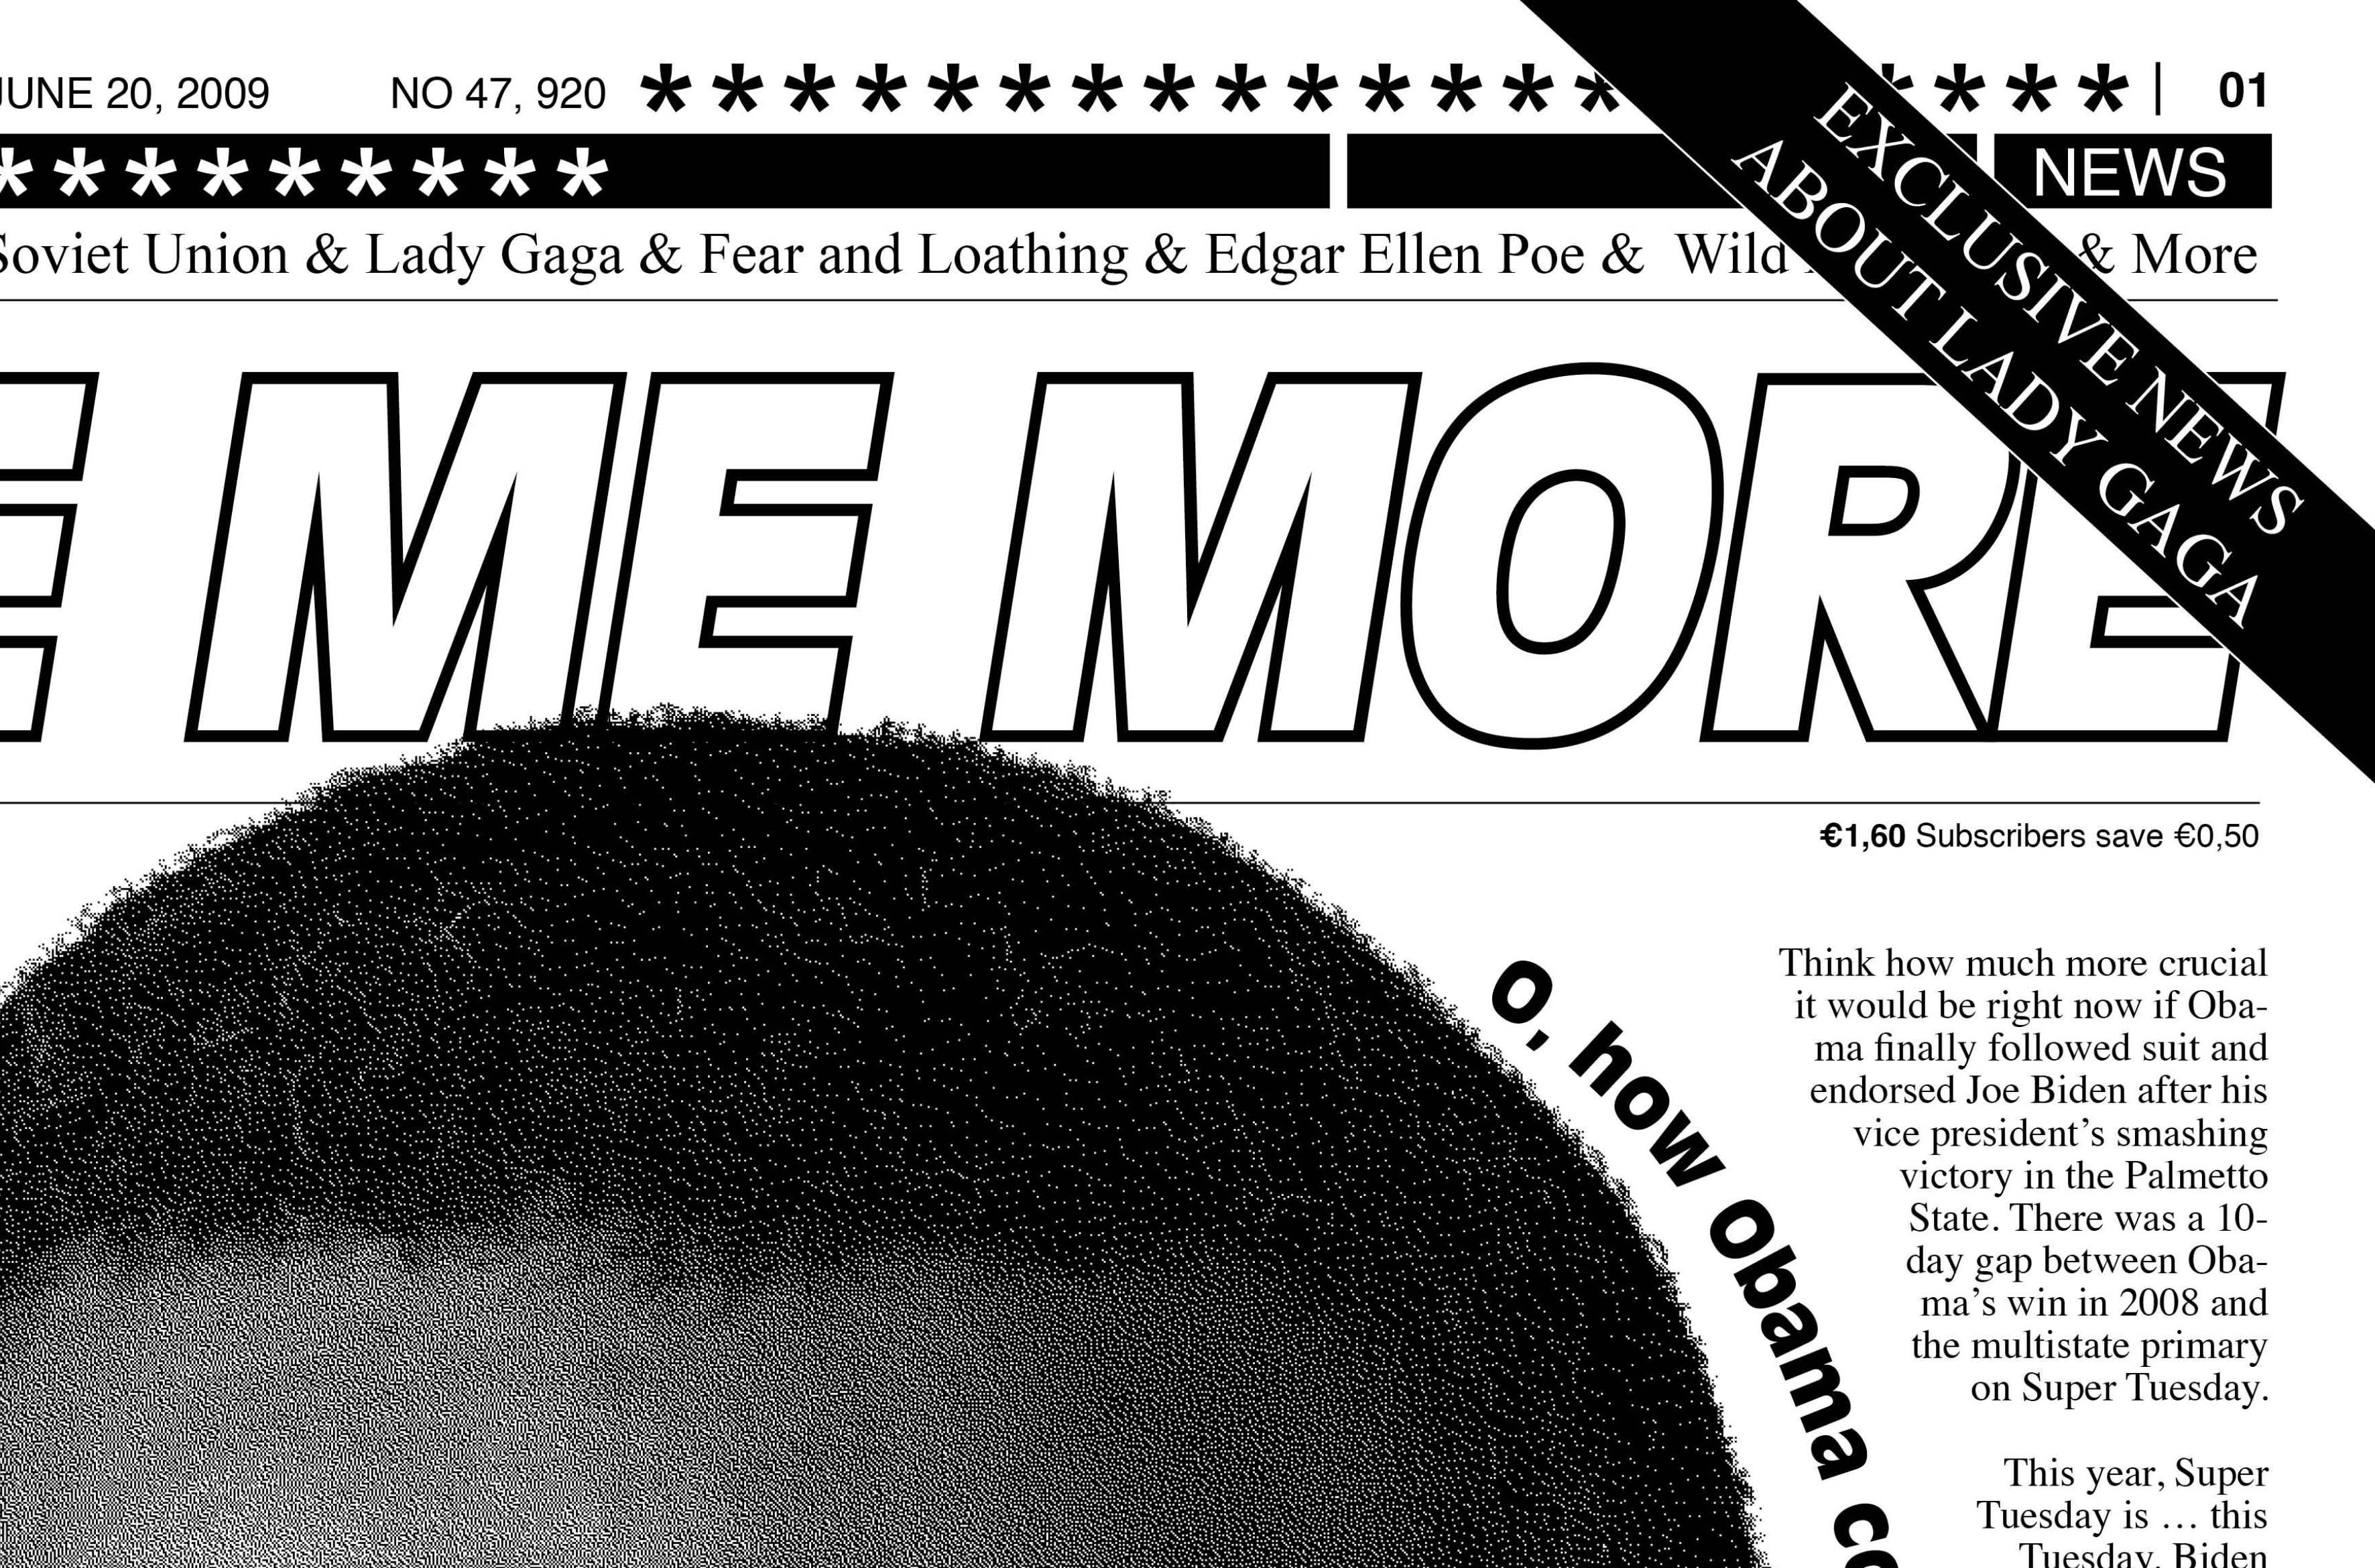 JUNE 20, 2009 NO 47, 920 * * * * * * * * * * * * * * * * * * | 01
* * * * * * * * * NEWS
Soviet Union & Lady Gaga & Fear and Loathing & Edgar Ellen Poe & Wild & More
EXCLUSIVE NEWS
ABOUT LADY GAGA
E ME MORE
€1,60 Subscribers save €0,50
o, how Obama co
Think how much more crucial
it would be right now if Oba-
ma finally followed suit and
endorsed Joe Biden after his
vice president’s smashing
victory in the Palmetto
State. There was a 10-
day gap between Oba-
ma’s win in 2008 and
the multistate primary
on Super Tuesday.
This year, Super
Tuesday is … this
Tuesday. Biden